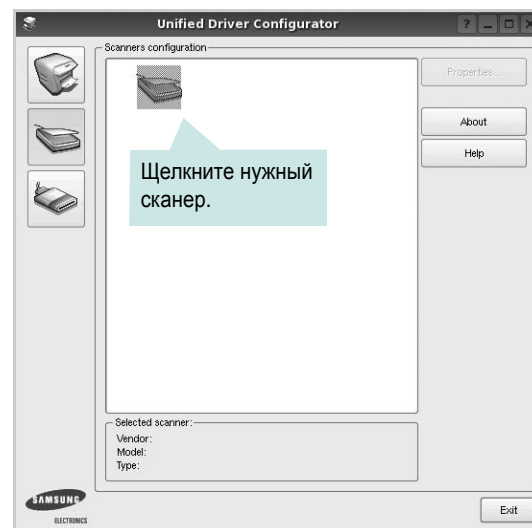 Unified Driver Configurator
Scanners configuration
Properties...
About
Help
Щелкните нужный
сканер.
Selected scanner:
Vendor:
Model:
Type:
SAMSUNG
ELECTRONICS
Exit